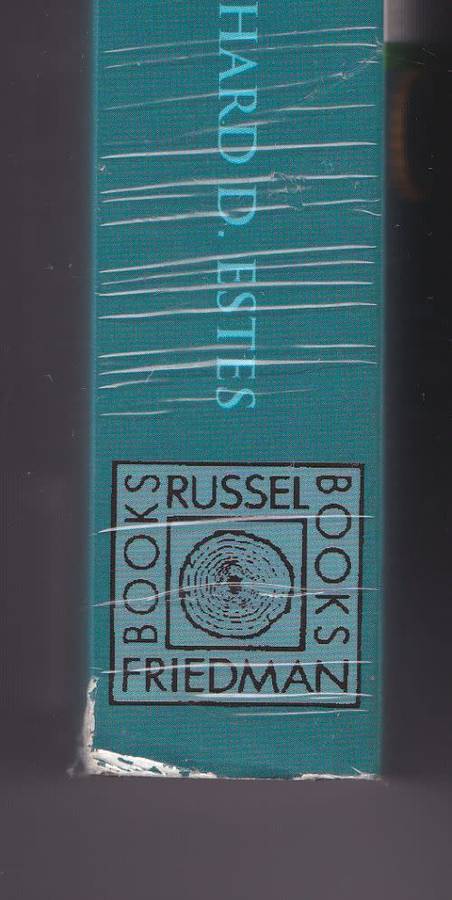 HARD D. ESTES
RUSSEL
BOOKS
BOOKS
FRIEDMAN